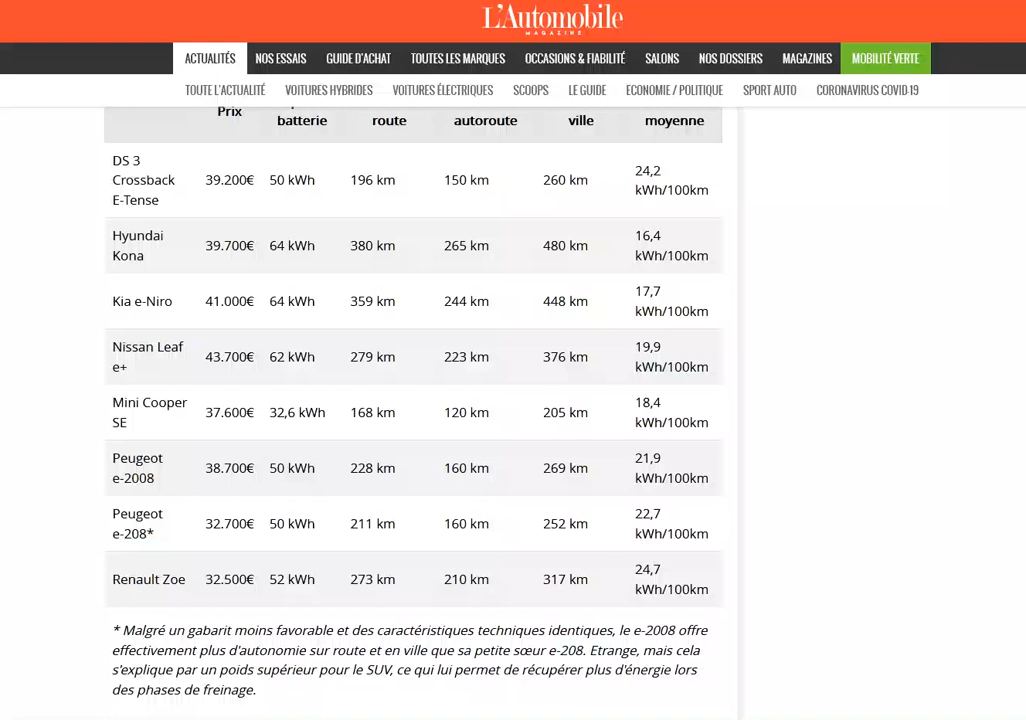 L'Automobile
MAGAZINE
ACTUALITÉS NOS ESSAIS GUIDE D'ACHAT TOUTES LES MARQUES OCCASIONS & FIABILITÉ SALONS NOS DOSSIERS MAGAZINES MOBILITÉ VERTE
TOUTE L'ACTUALITÉ VOITURES HYBRIDES VOITURES ÉLECTRIQUES SCOOPS LE GUIDE ECONOMIE / POLITIQUE SPORT AUTO CORONAVIRUS COVID-19
Prix batterie route autoroute ville moyenne
DS 3
Crossback
E-Tense
39.200€ 50 kWh 196 km 150 km 260 km
24,2
kWh/100km
Hyundai
Kona
39.700€ 64 kWh 380 km 265 km 480 km
16,4
kWh/100km
Kia e-Niro 41.000€ 64 kWh 359 km 244 km 448 km
17,7
kWh/100km
Nissan Leaf
e+
43.700€ 62 kWh 279 km 223 km 376 km
19,9
kWh/100km
Mini Cooper
SE
37.600€ 32,6 kWh 168 km 120 km 205 km
18,4
kWh/100km
Peugeot
e-2008
38.700€ 50 kWh 228 km 160 km 269 km
21,9
kWh/100km
Peugeot
e-208*
32.700€ 50 kWh 211 km 160 km 252 km
22,7
kWh/100km
Renault Zoe 32.500€ 52 kWh 273 km 210 km 317 km
24,7
kWh/100km
* Malgré un gabarit moins favorable et des caractéristiques techniques identiques, le e-2008 offre
effectivement plus d'autonomie sur route et en ville que sa petite sœur e-208. Etrange, mais cela
s'explique par un poids supérieur pour le SUV, ce qui lui permet de récupérer plus d'énergie lors
des phases de freinage.